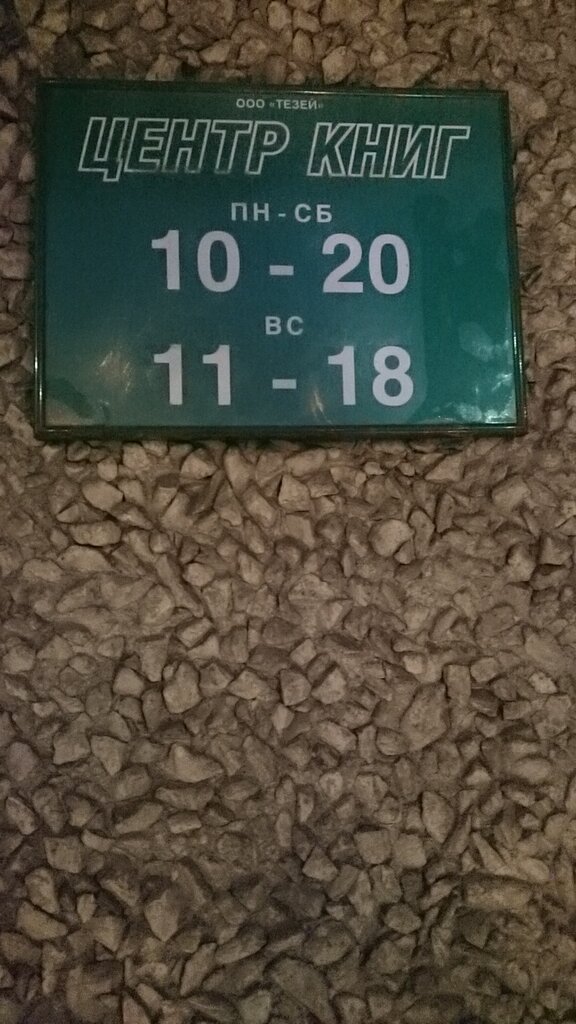 ООО «ТЕЗЕЙ»
ЦЕНТР КНИГ
ПН - СБ
10 - 20
ВС
11 - 18